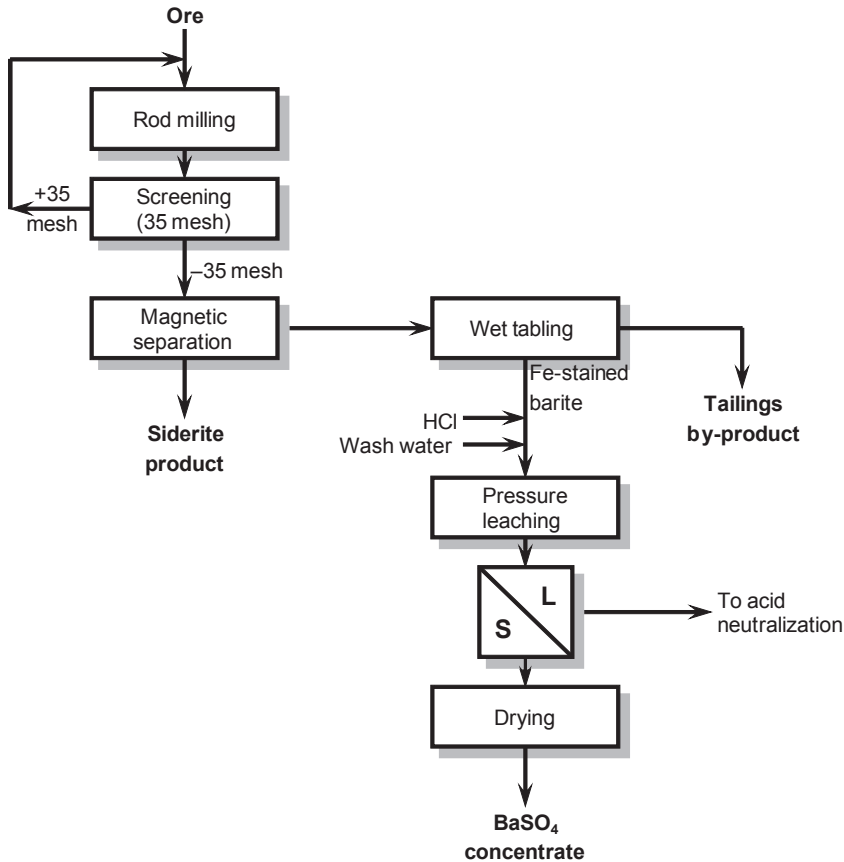 Ore
Rod milling
+35
mesh
Screening
(35 mesh)
–35 mesh
Magnetic
separation
Wet tabling
Siderite
product
Fe-stained
barite
HCl
Wash water
Tailings
by-product
Pressure
leaching
L
S
To acid
neutralization
Drying
BaSO₄
concentrate